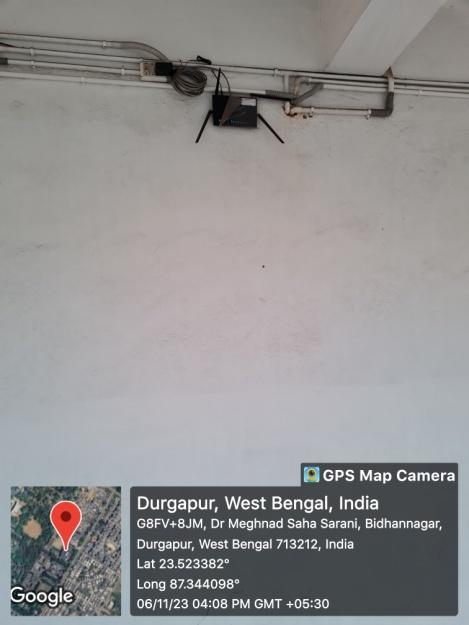 GPS Map Camera
Durgapur, West Bengal, India
G8FV+8JM, Dr Meghnad Saha Sarani, Bidhannagar,
Durgapur, West Bengal 713212, India
Lat 23.523382°
Long 87.344098°
06/11/23 04:08 PM GMT +05:30
Google